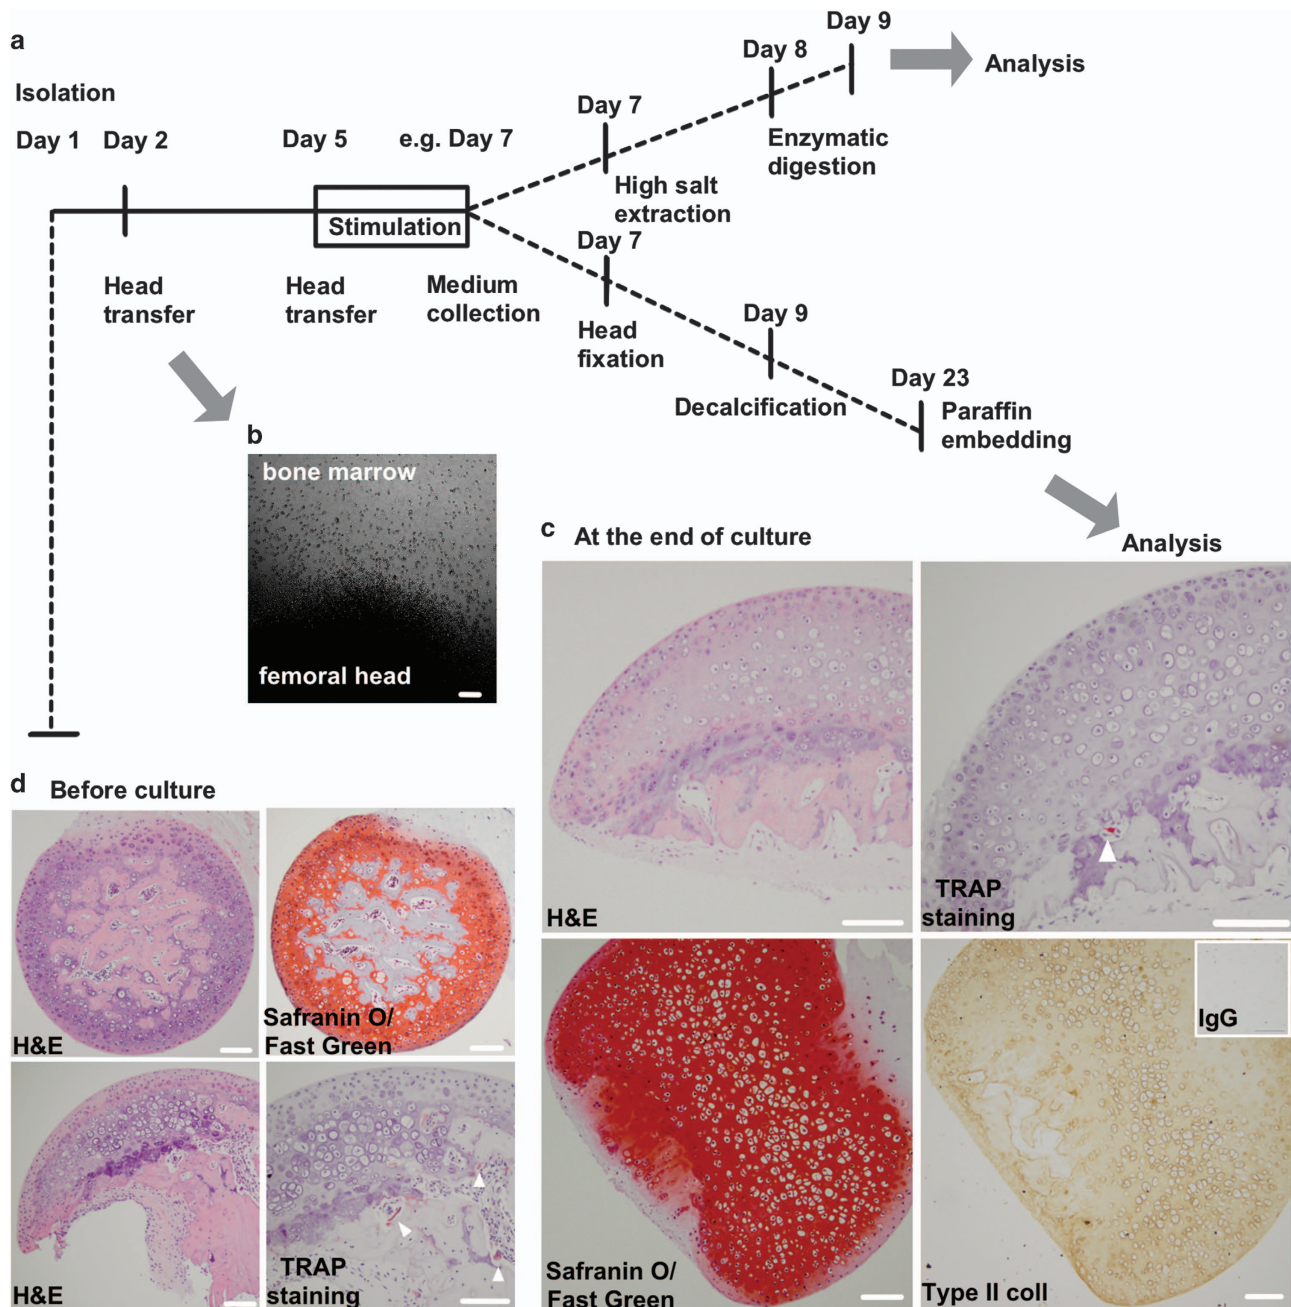 a
Isolation
Day 1
Day 2
Day 5
e.g. Day 7
Stimulation
Head
transfer
Head
transfer
Medium
collection
Day 7
High salt
extraction
Day 8
Enzymatic
digestion
Day 9
Analysis
Day 7
Head
fixation
Day 9
Decalcification
Day 23
Paraffin
embedding
Analysis
b
bone marrow
femoral head
c
At the end of culture
H&E
TRAP
staining
Safranin O/
Fast Green
IgG
Type II coll
d
Before culture
H&E
Safranin O/
Fast Green
H&E
TRAP
staining